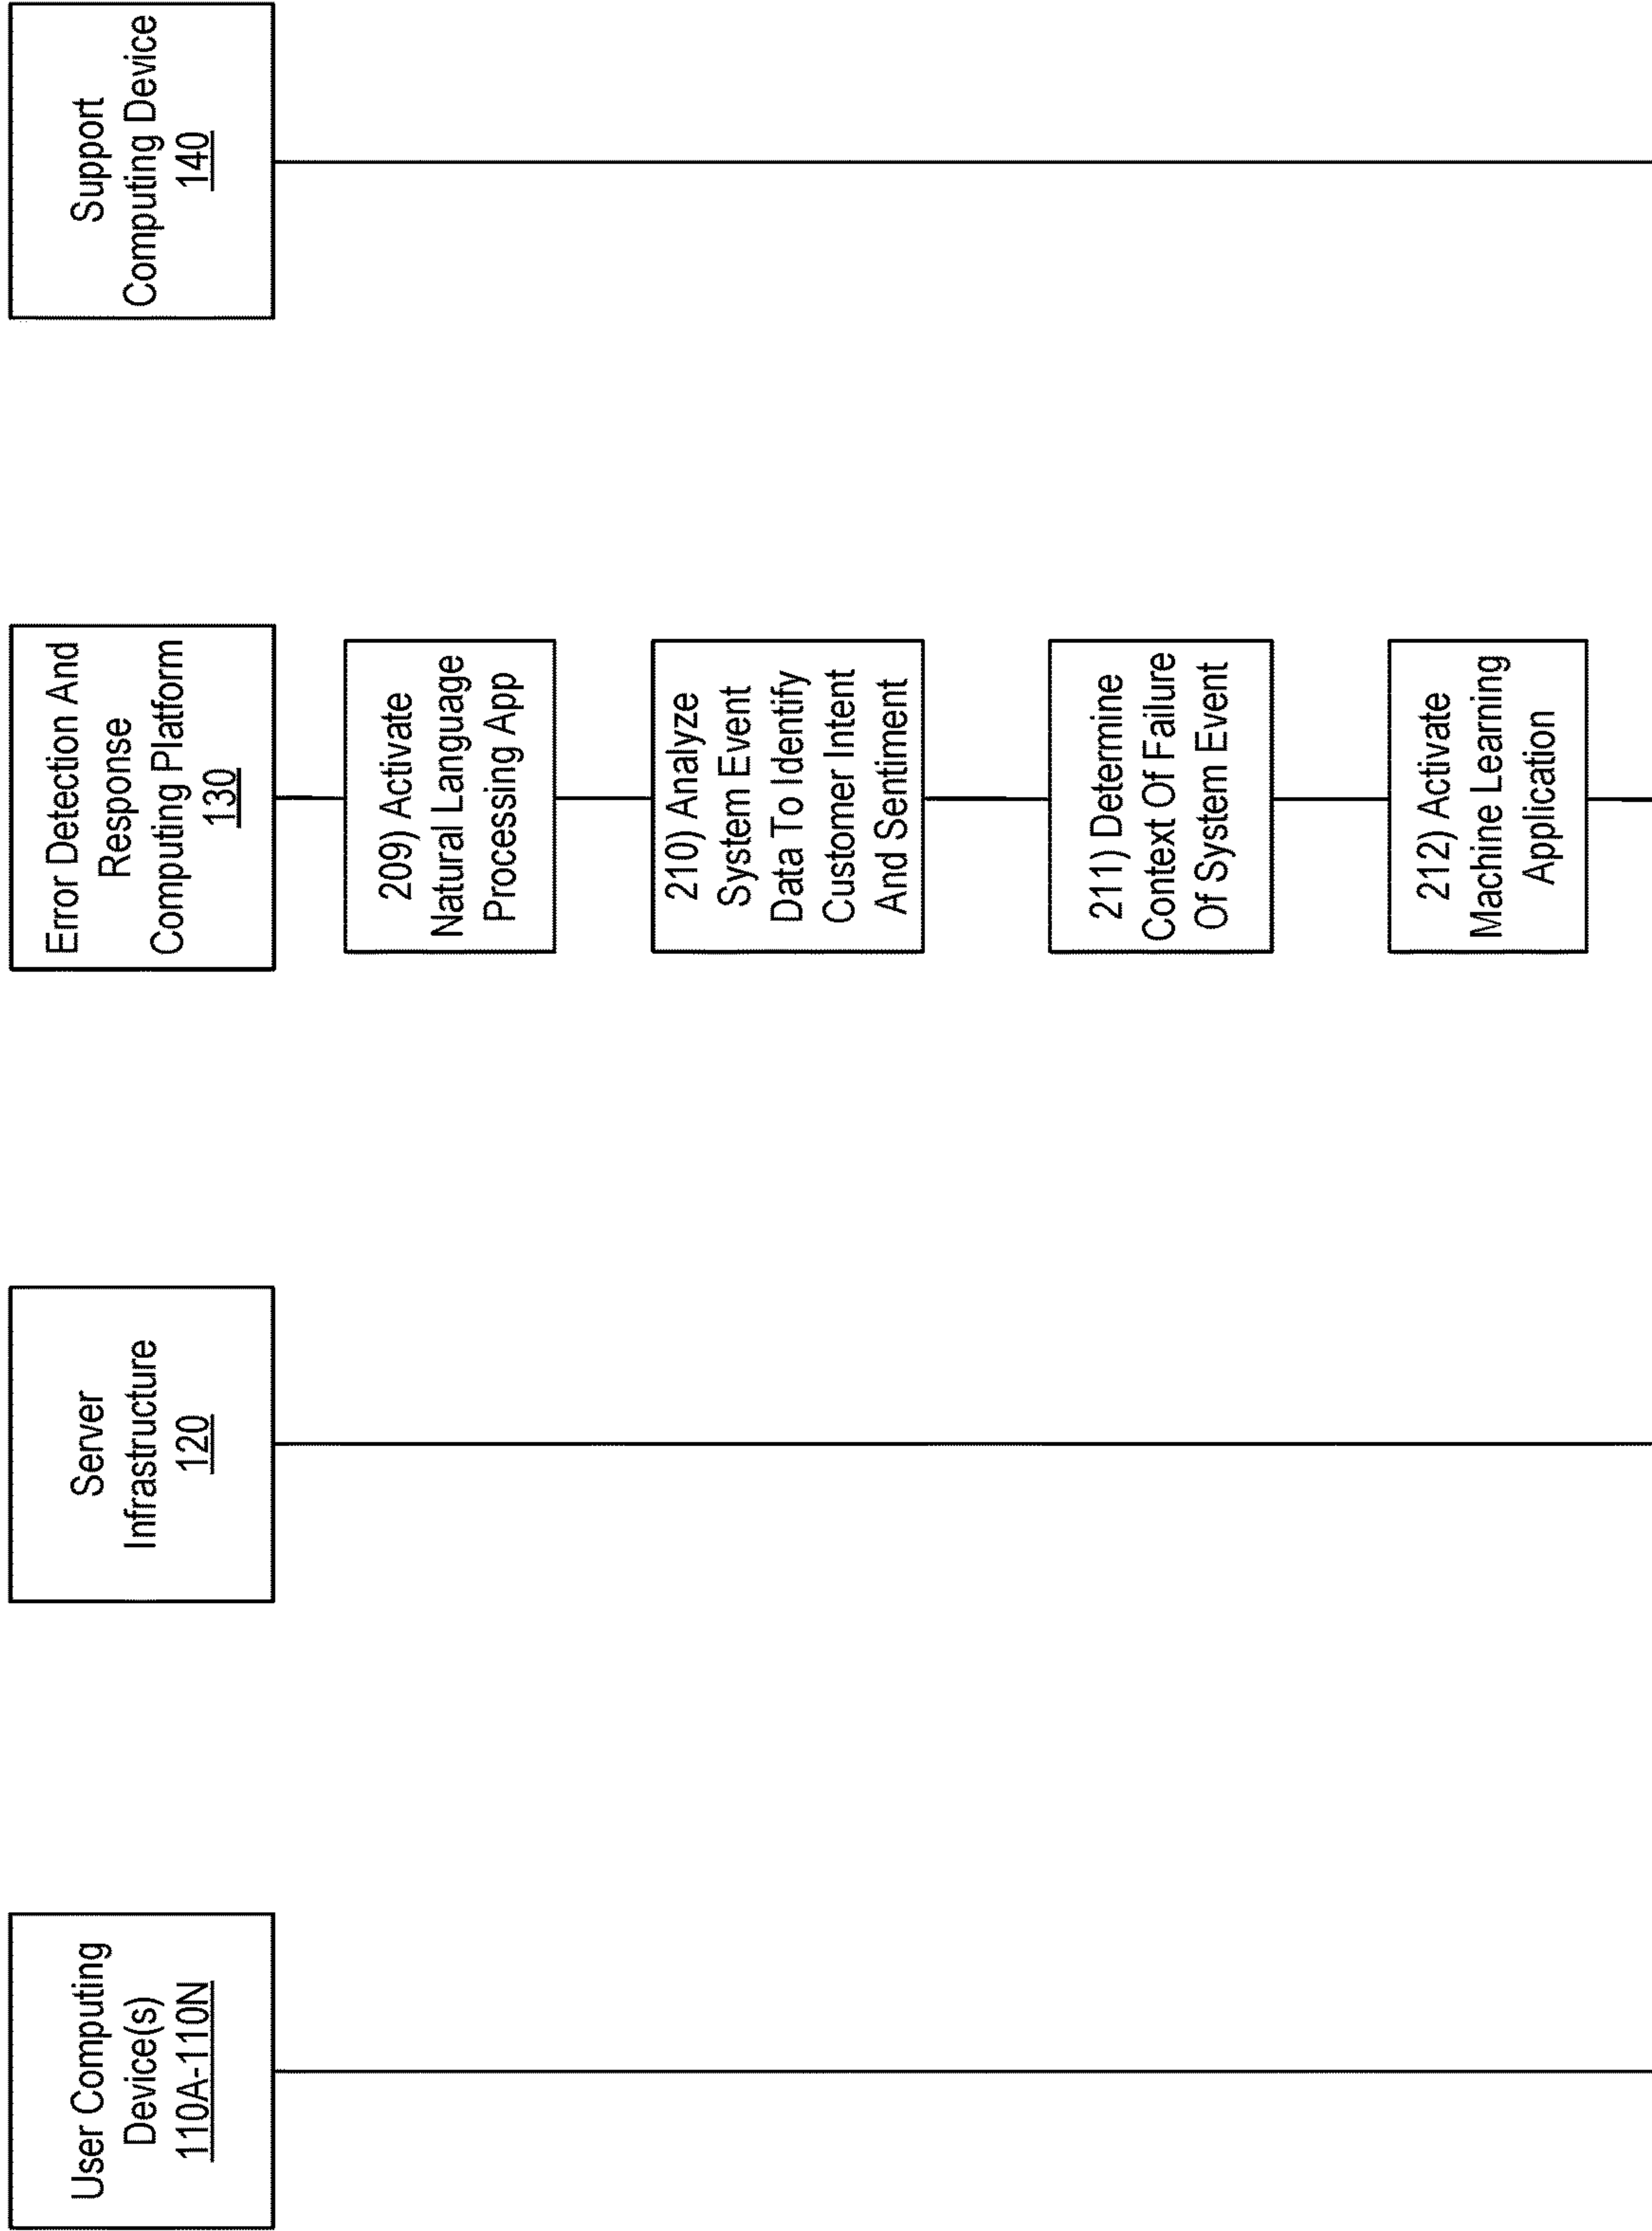 User Computing
Device(s)
110A-110N
Server
Infrastructure
120
Error Detection And
Response
Computing Platform
130
Support
Computing Device
140
209) Activate
Natural Language
Processing App
210) Analyze
System Event
Data To Identify
Customer Intent
And Sentiment
211) Determine
Context Of Failure
Of System Event
212) Activate
Machine Learning
Application